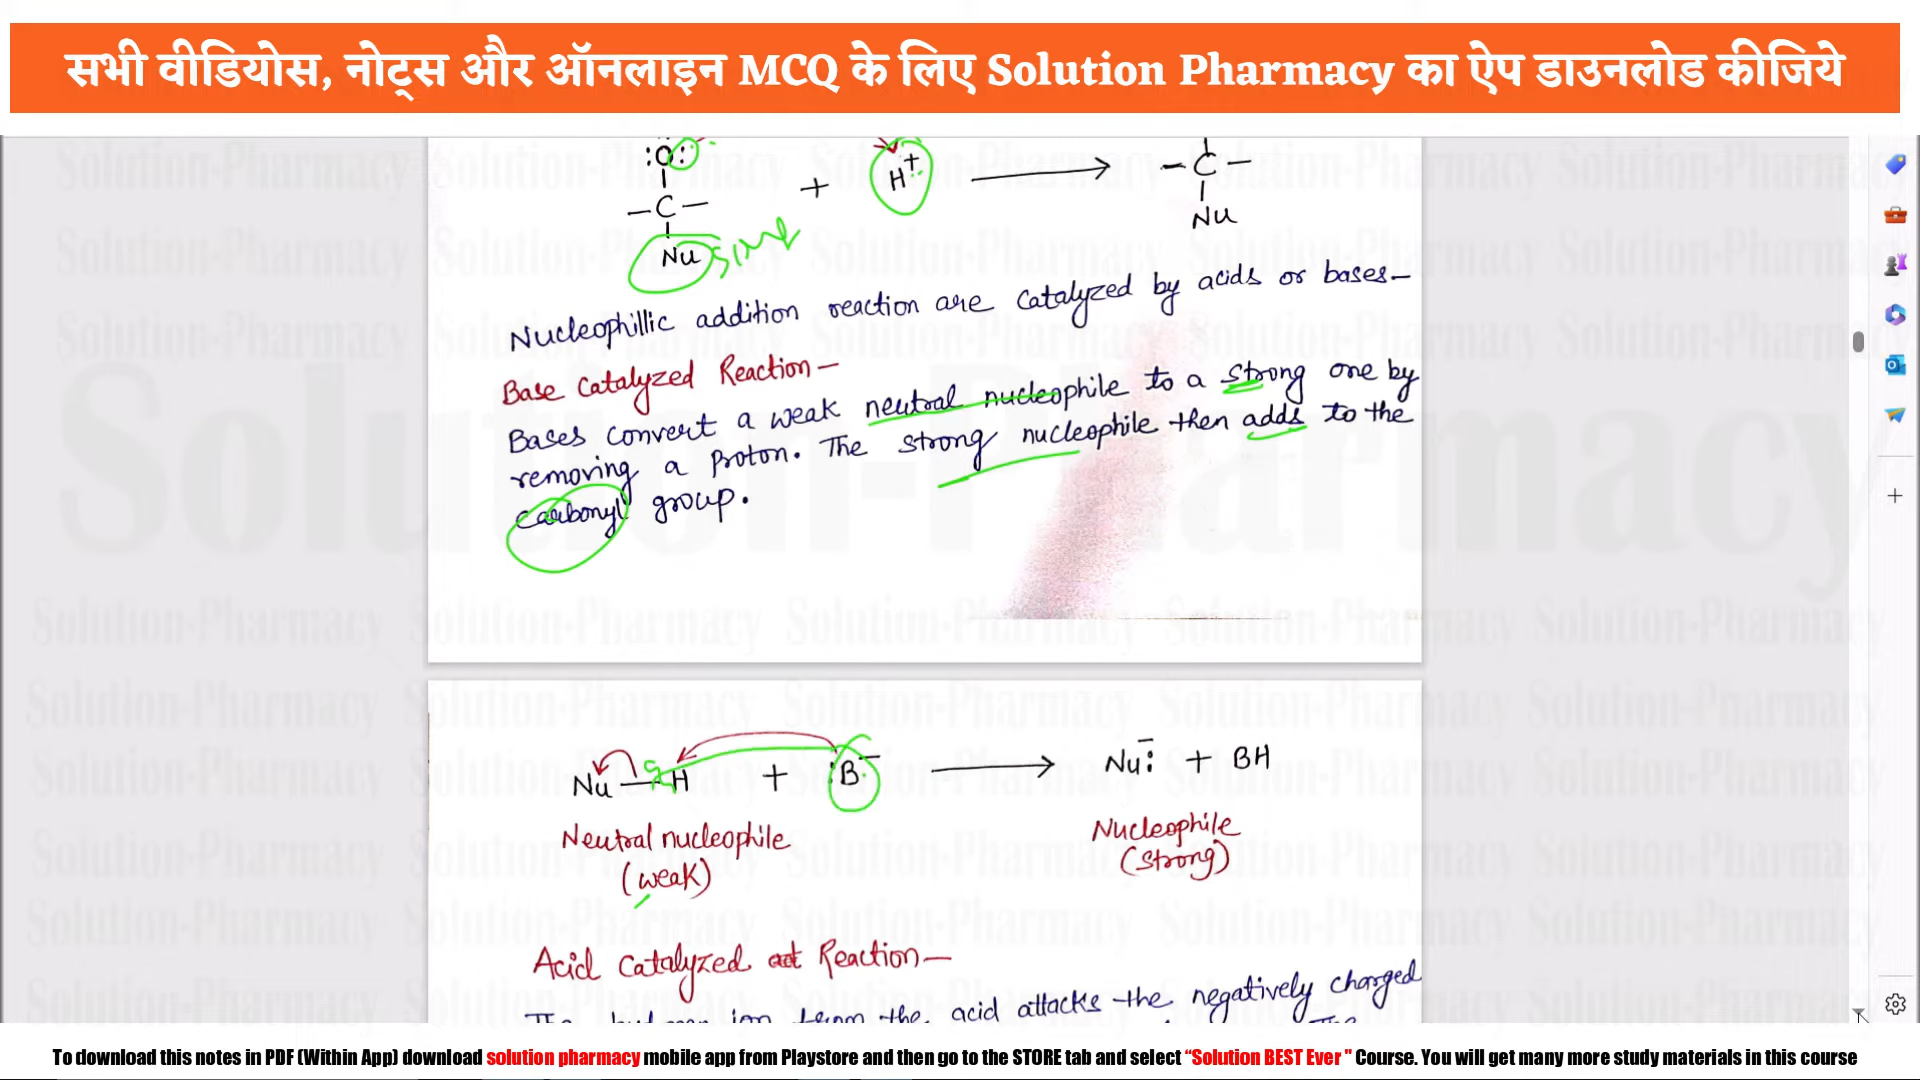 सभी वीडियोस, नोट्स और ऑनलाइन MCQ के लिए Solution Pharmacy का ऐप डाउनलोड कीजिये
:O:
H+
— C —
— C —
+
Nu
Nu
Nucleophillic addition reaction are catalyzed by acids or bases—
Base Catalyzed Reaction—
Bases convert a weak neutral nucleophile to a strong one by
removing a Proton. The strong nucleophile then adds to the
carbonyl group.
Nu — H + :B:⁻ ⟶ Nu:⁻ + BH
Neutral nucleophile
(weak)
Nucleophile
(strong)
Acid Catalyzed Reaction—
the acid attacks the negatively charged
Solution-Pharmacy
To download this notes in PDF (Within App) download solution pharmacy mobile app from Playstore and then go to the STORE tab and select "Solution BEST Ever " Course. You will get many more study materials in this course